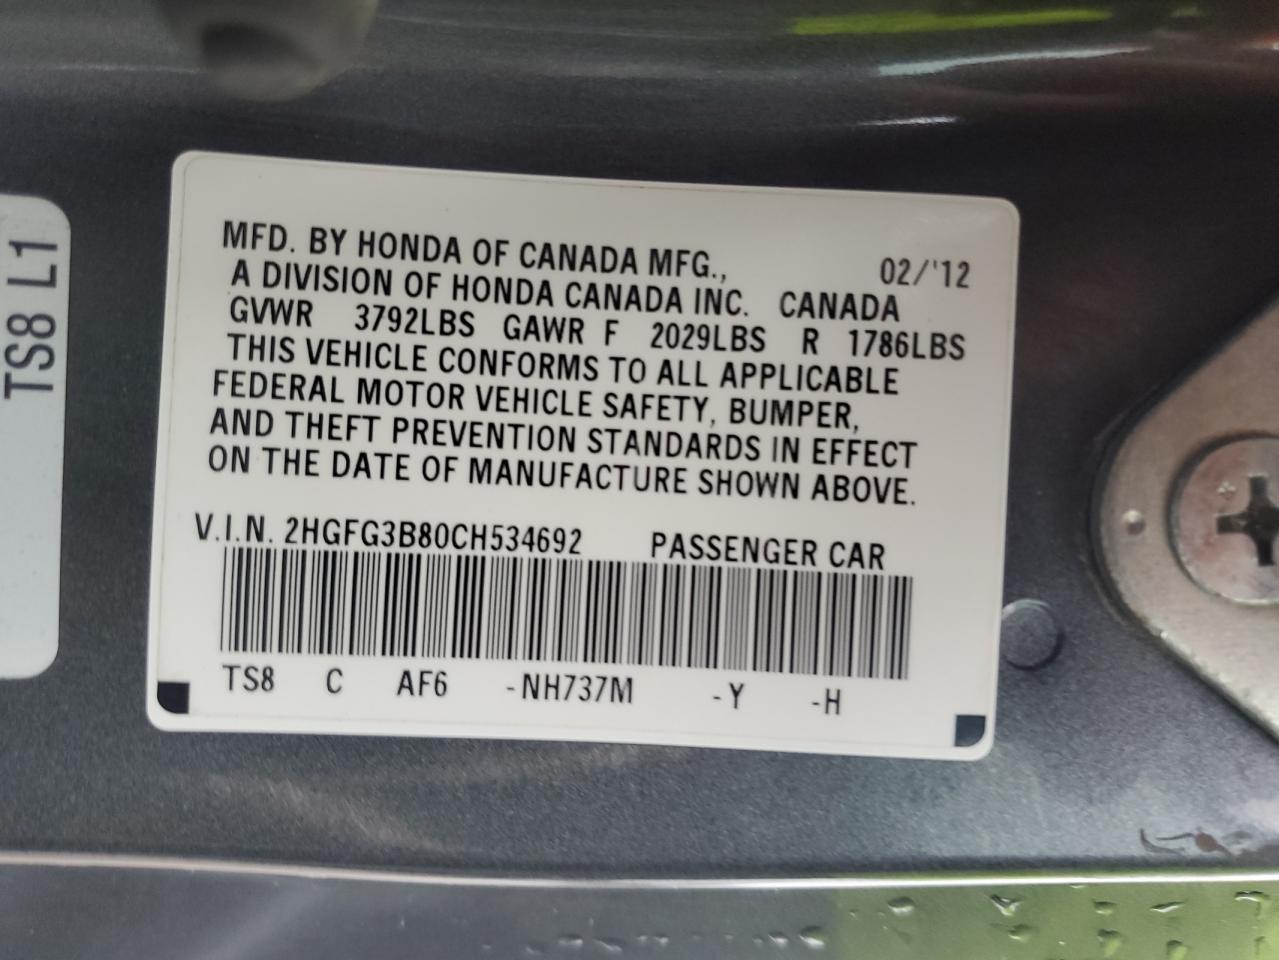 TS8 L1
MFD. BY HONDA OF CANADA MFG., 02/'12
A DIVISION OF HONDA CANADA INC. CANADA
GVWR 3792LBS GAWR F 2029LBS R 1786LBS
THIS VEHICLE CONFORMS TO ALL APPLICABLE
FEDERAL MOTOR VEHICLE SAFETY, BUMPER,
AND THEFT PREVENTION STANDARDS IN EFFECT
ON THE DATE OF MANUFACTURE SHOWN ABOVE.
V.I.N. 2HGFG3B80CH534692 PASSENGER CAR
TS8 C AF6 -NH737M -Y -H